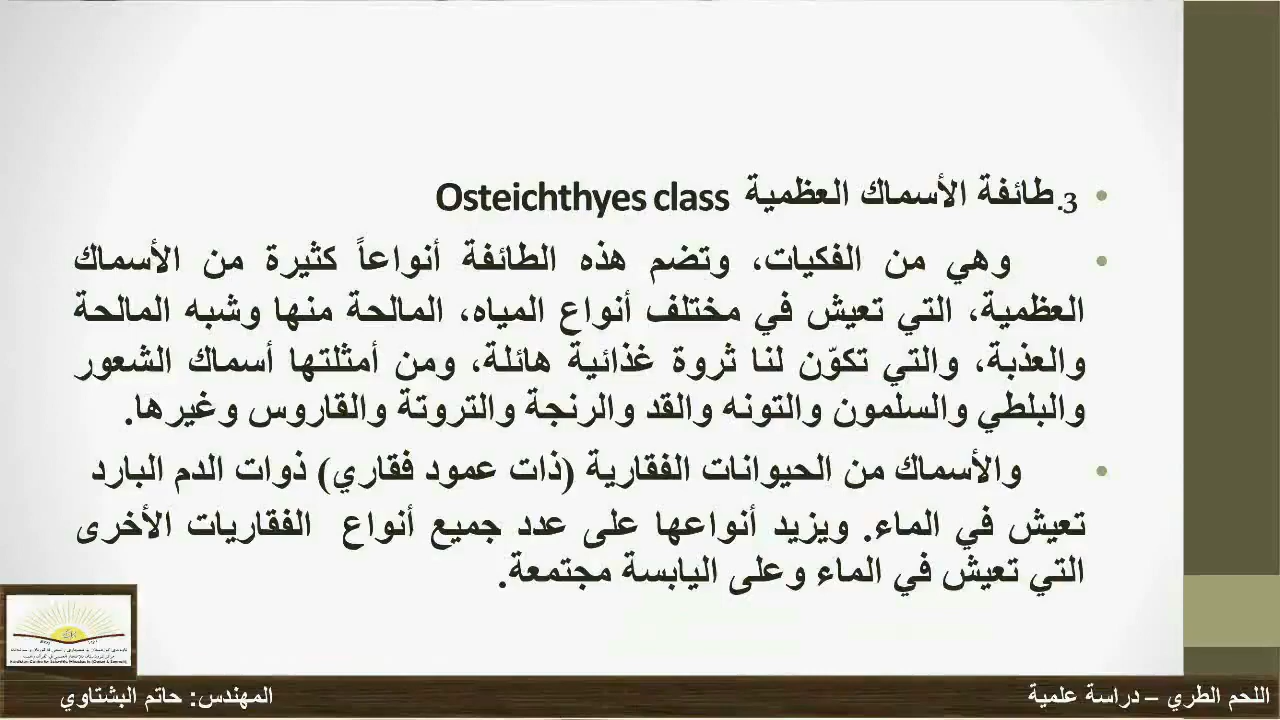 3. طائفة الأسماك العظمية Osteichthyes class
وهي من الفكيات، وتضم هذه الطائفة أنواعاً كثيرة من الأسماك
العظمية، التي تعيش في مختلف أنواع المياه، المالحة منها وشبه المالحة
والعذبة، والتي تكوّن لنا ثروة غذائية هائلة، ومن أمثلتها أسماك الشعور
والبلطي والسلمون والتونه والقد والرنجة والتروتة والقاروس وغيرها.
والأسماك من الحيوانات الفقارية (ذات عمود فقاري) ذوات الدم البارد
تعيش في الماء. ويزيد أنواعها على عدد جميع أنواع الفقاريات الأخرى
التي تعيش في الماء وعلى اليابسة مجتمعة.
اللحم الطري – دراسة علمية
المهندس: حاتم البشتاوي